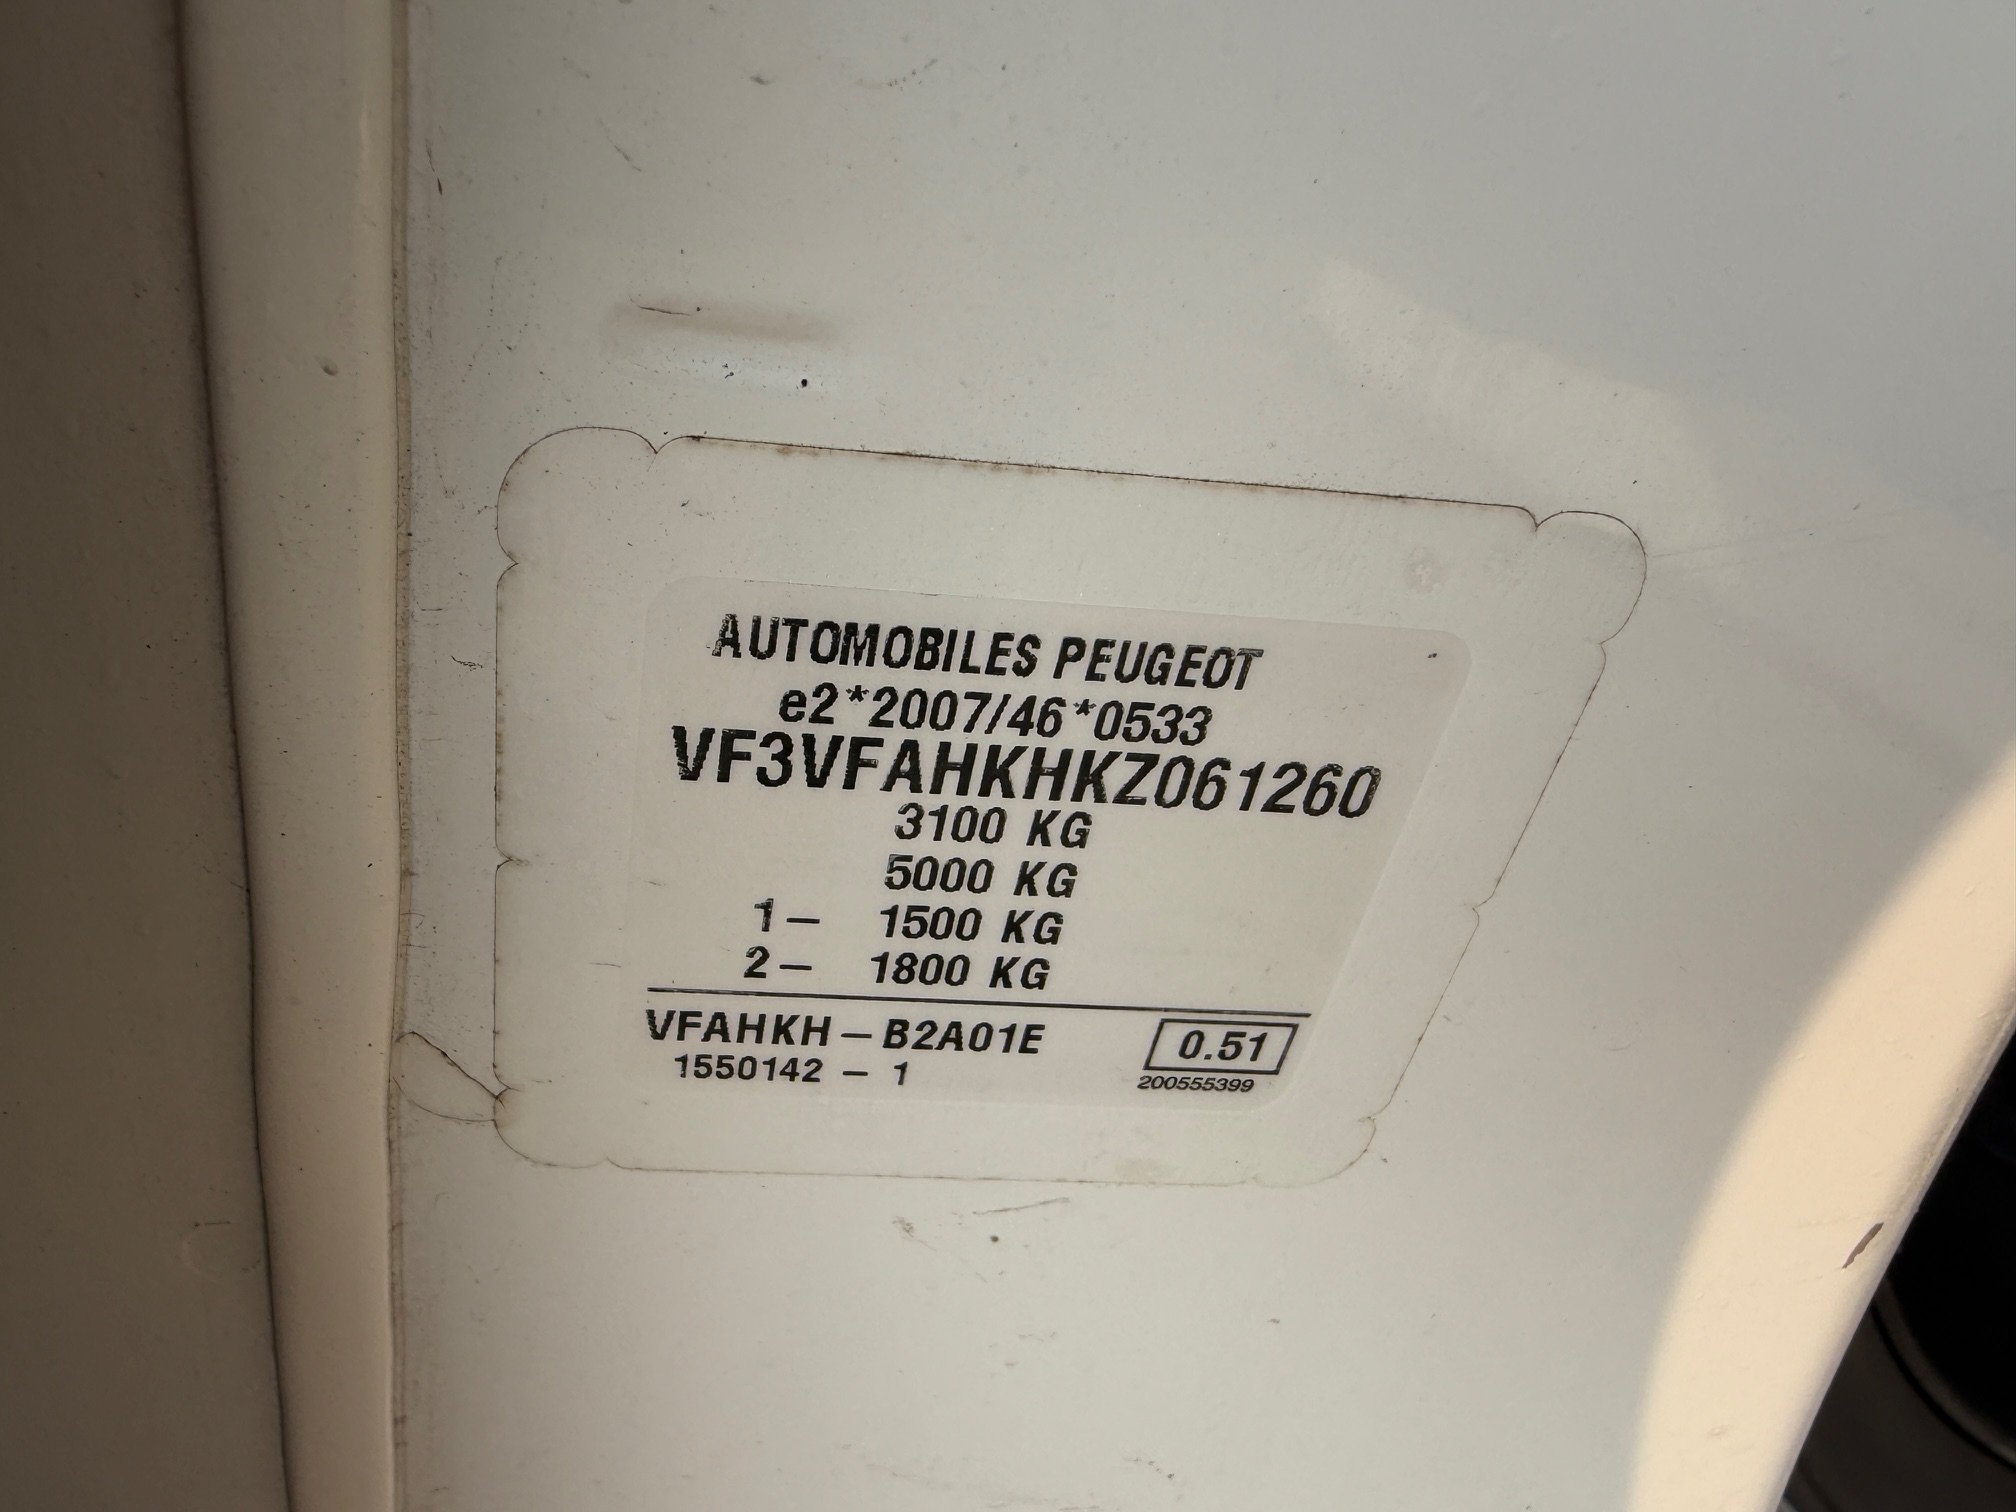 AUTOMOBILES PEUGEOT
e2*2007/46*0533
VF3VFAHKHKZ061260
3100 KG
5000 KG
1- 1500 KG
2- 1800 KG
VFAHKH-B2A01E 0.51
1550142 - 1 200555399